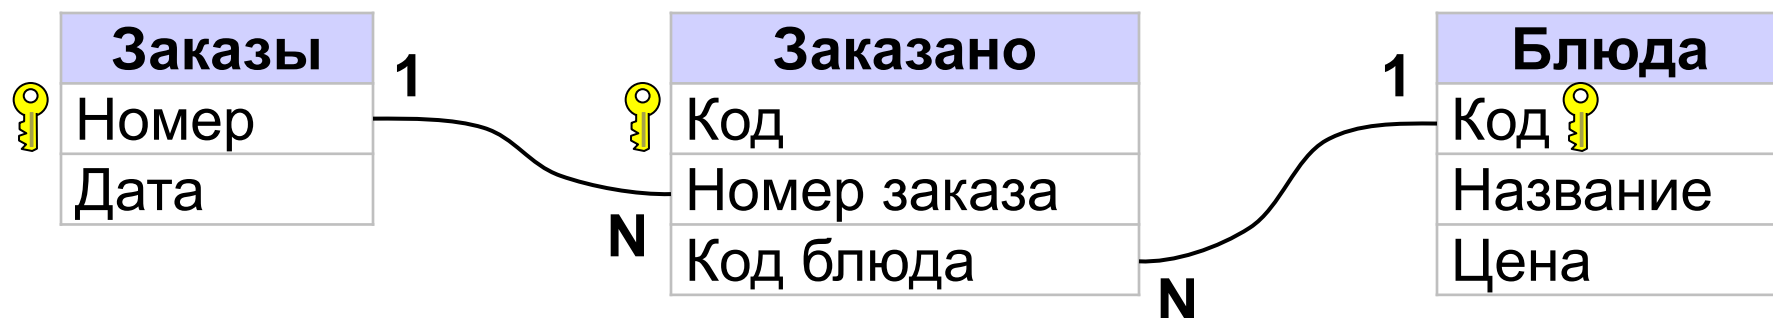 Заказы
Номер
Дата
1
N
Заказано
Код
Номер заказа
Код блюда
N
1
Блюда
Код
Название
Цена